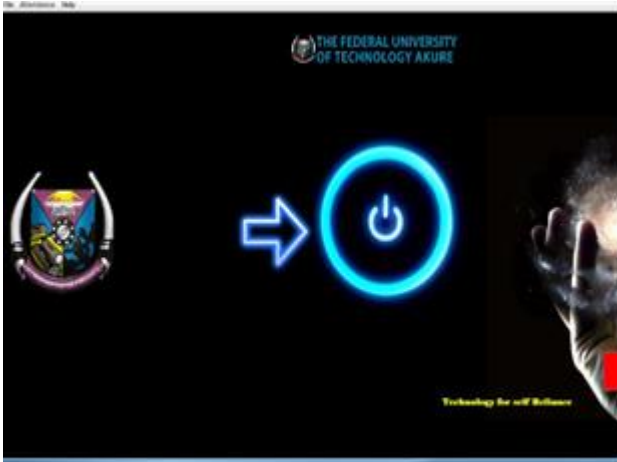 File Attendance Help
THE FEDERAL UNIVERSITY
OF TECHNOLOGY AKURE
Technology for self Reliance